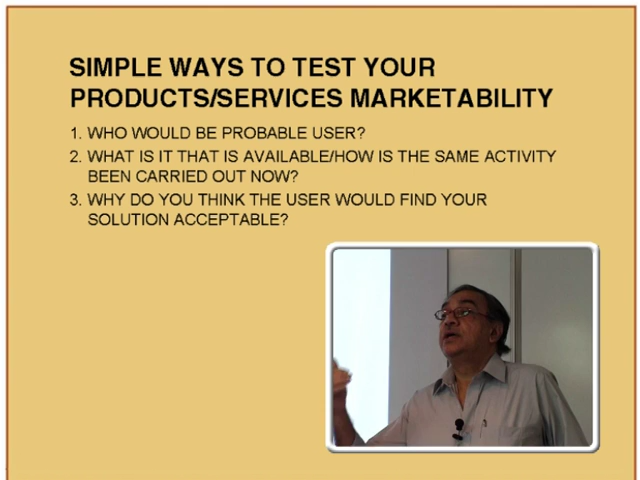 SIMPLE WAYS TO TEST YOUR
PRODUCTS/SERVICES MARKETABILITY
1. WHO WOULD BE PROBABLE USER?
2. WHAT IS IT THAT IS AVAILABLE/HOW IS THE SAME ACTIVITY
BEEN CARRIED OUT NOW?
3. WHY DO YOU THINK THE USER WOULD FIND YOUR
SOLUTION ACCEPTABLE?